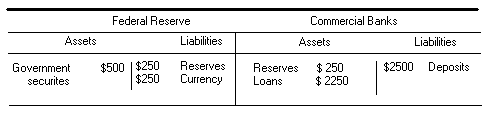 Federal Reserve Commercial Banks
Assets Liabilities Assets Liabilities
Government $500 $250 Reserves Reserves $ 250 $2500 Deposits
securites $250 Currency Loans $ 2250